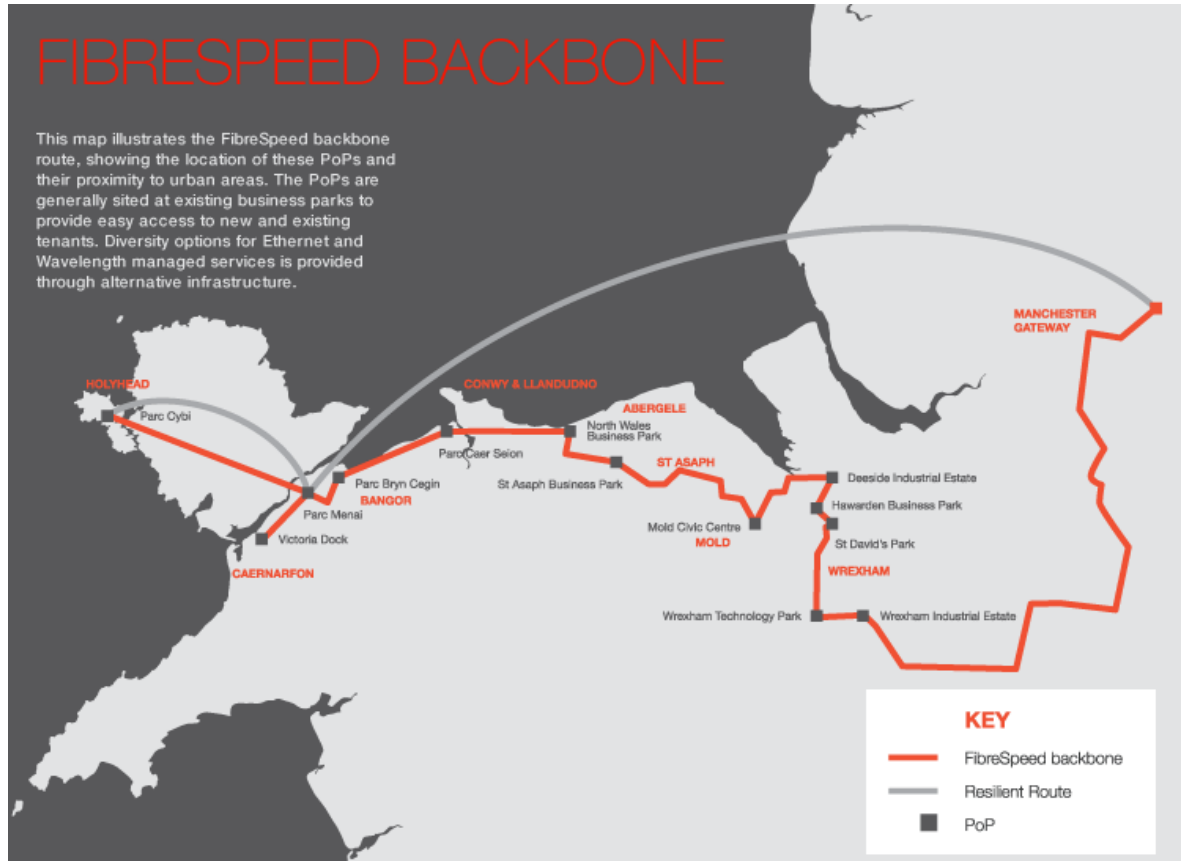 FIBRESPEED BACKBONE
This map illustrates the FibreSpeed backbone
route, showing the location of these PoPs and
their proximity to urban areas. The PoPs are
generally sited at existing business parks to
provide easy access to new and existing
tenants. Diversity options for Ethernet and
Wavelength managed services is provided
through alternative infrastructure.
MANCHESTER
GATEWAY
HOLYHEAD
Parc Cybi
CONWY & LLANDUDNO
ABERGELE
North Wales
Business Park
Parc Caer Seion
ST ASAPH
St Asaph Business Park
Parc Bryn Cegin
BANGOR
Parc Menai
Victoria Dock
CAERNARFON
Deeside Industrial Estate
Hawarden Business Park
Mold Civic Centre
MOLD
St David's Park
WREXHAM
Wrexham Technology Park
Wrexham Industrial Estate
KEY
FibreSpeed backbone
Resilient Route
PoP